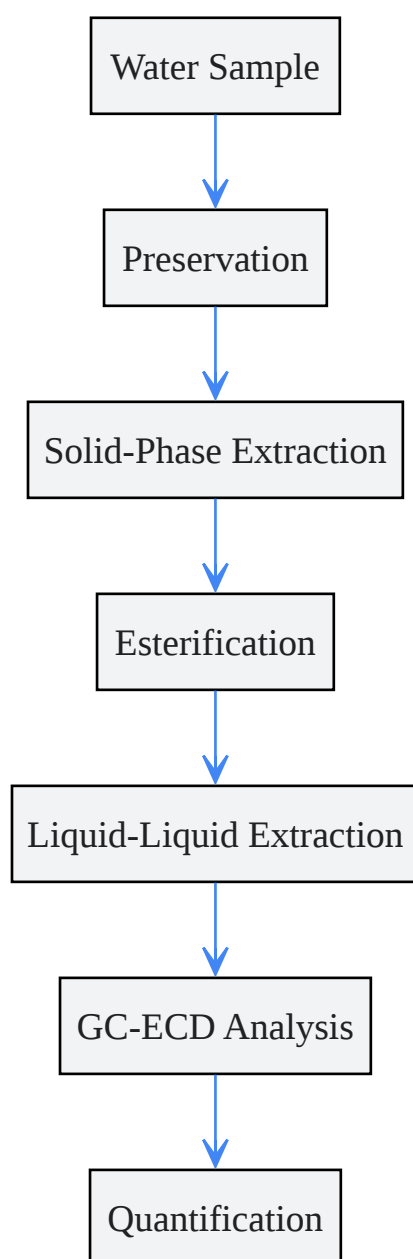 Water Sample
Preservation
Solid-Phase Extraction
Esterification
Liquid-Liquid Extraction
GC-ECD Analysis
Quantification